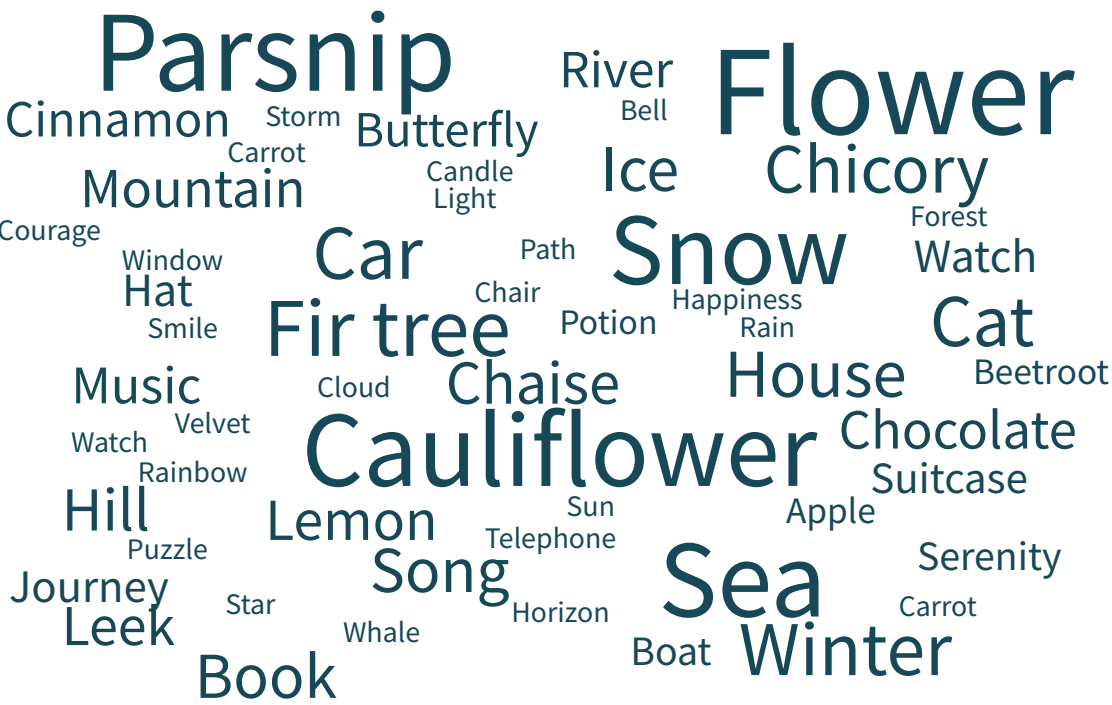 Parsnip
River
Flower
Cinnamon
Storm
Butterfly
Bell
Carrot
Candle
Ice
Chicory
Mountain
Light
Courage
Forest
Window
Car
Path
Snow
Watch
Hat
Chair
Happiness
Smile
Fir tree
Potion
Rain
Cat
Music
Cloud
Chaise
House
Beetroot
Velvet
Watch
Cauliflower
Chocolate
Rainbow
Suitcase
Hill
Lemon
Sun
Apple
Puzzle
Telephone
Serenity
Journey
Song
Sea
Star
Horizon
Carrot
Leek
Whale
Boat
Winter
Book